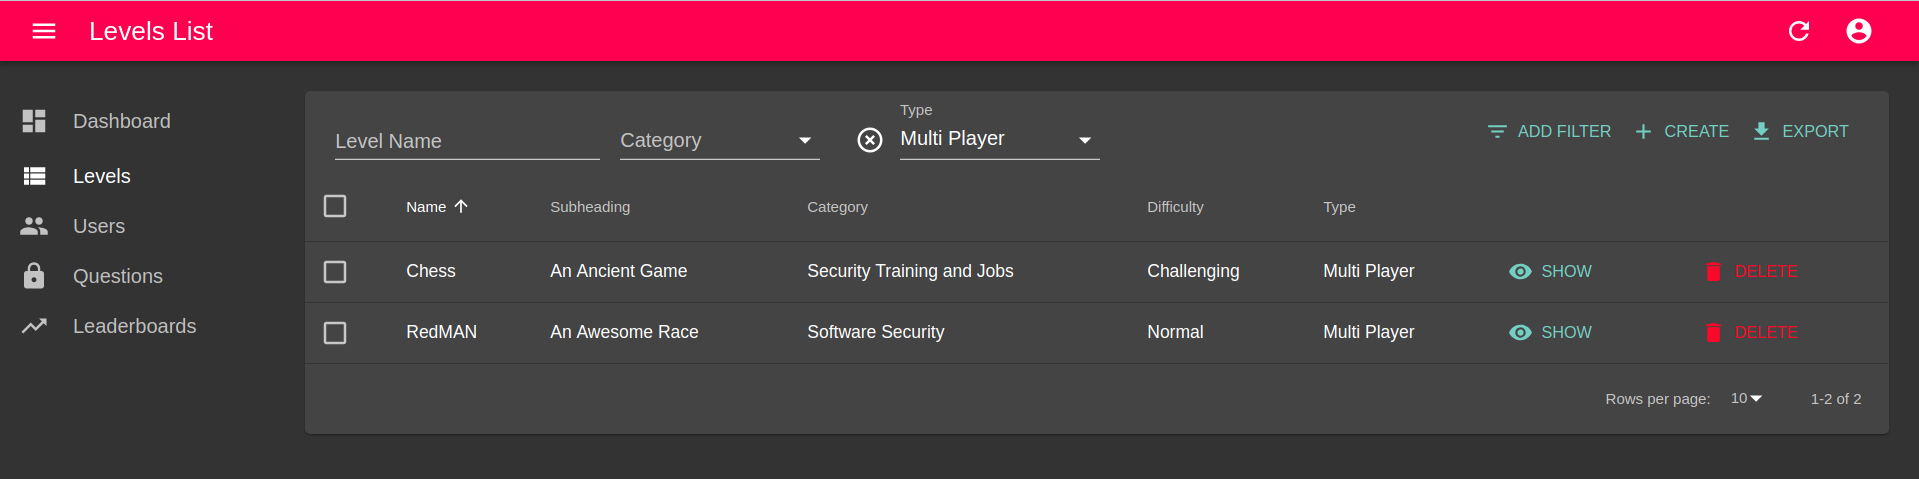 Levels List
Dashboard
Levels
Users
Questions
Leaderboards
Level Name
Category
Type
Multi Player
ADD FILTER CREATE EXPORT
Name Subheading Category Difficulty Type
Chess An Ancient Game Security Training and Jobs Challenging Multi Player SHOW DELETE
RedMAN An Awesome Race Software Security Normal Multi Player SHOW DELETE
Rows per page: 10 1-2 of 2